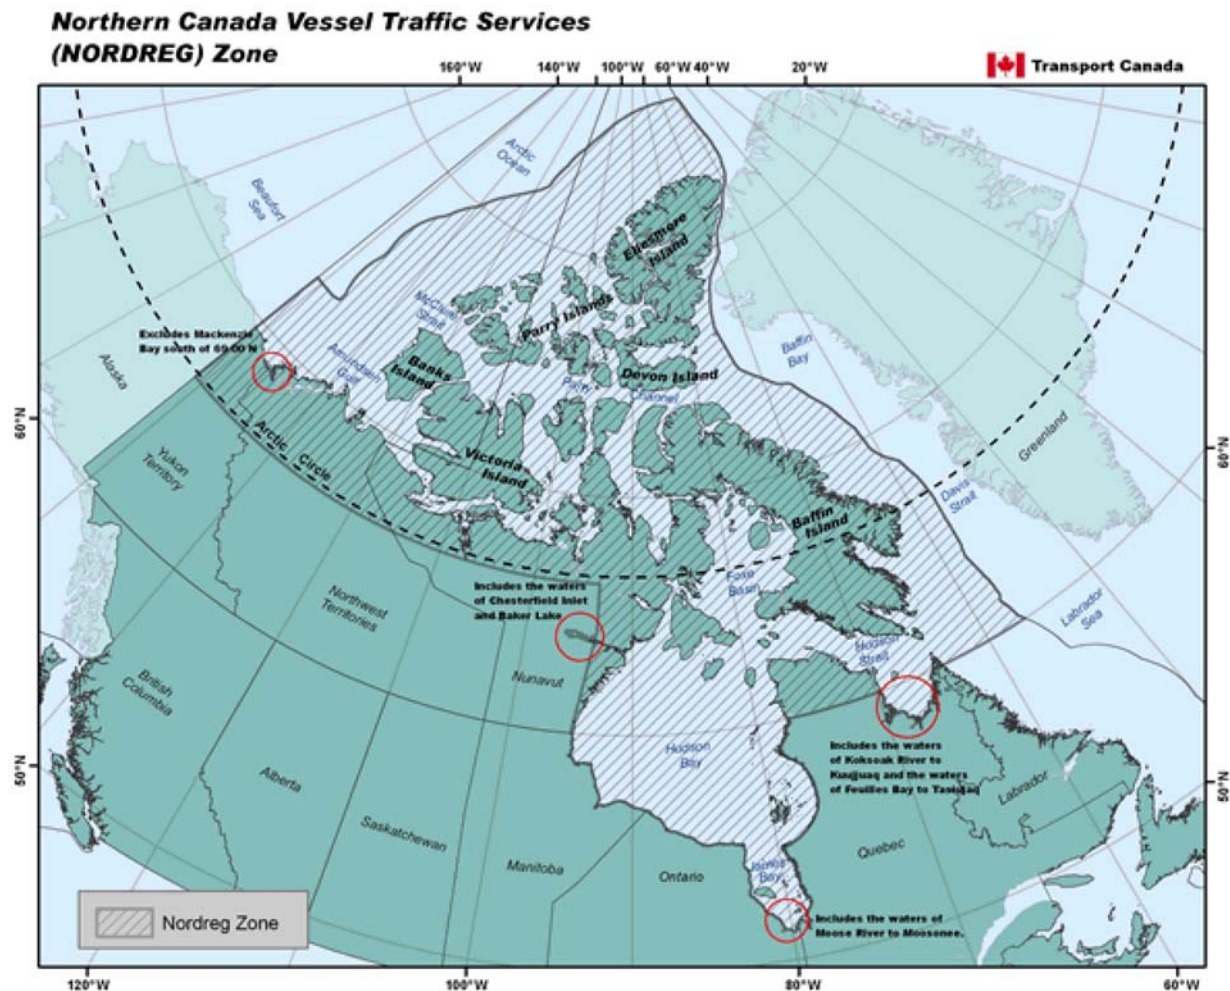 Northern Canada Vessel Traffic Services
(NORDREG) Zone
Transport Canada
160°W
140°W
100°W
60°W
40°W
20°W
Arctic
Ocean
Beaufort
Sea
Ellesmere
Island
McClure
Strait
Parry Islands
Excludes Mackenzie
Bay south of 69 00 N
Alaska
Amundsen
Gulf
Banks
Island
Parry
Channel
Devon Island
Baffin
Bay
60°N
Greenland
60°N
Yukon
Territory
Arctic
Circle
Victoria
Island
Baffin
Island
Davis
Strait
Includes the waters
of Chesterfield Inlet
and Baker Lake
Foxe
Basin
Northwest
Territories
Labrador
Sea
Hudson
Strait
British
Columbia
Nunavut
Includes the waters
of Koksoak River to
Kuujjuaq and the waters
of Feuilles Bay to Tasiujaq
Hudson
Bay
50°N
50°N
Alberta
Labrador
Saskatchewan
Manitoba
Ontario
James
Bay
Quebec
Includes the waters of
Moose River to Moosonee.
Nordreg Zone
120°W
100°W
80°W
60°W